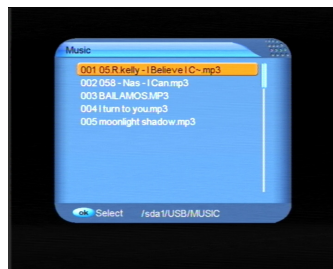 Music
001 05.R.kelly - I Believe I C~.mp3
002 058 - Nas - I Can.mp3
003 BAILAMOS.MP3
004 I turn to you.mp3
005 moonlight shadow.mp3
ok Select /sda1/USB/MUSIC